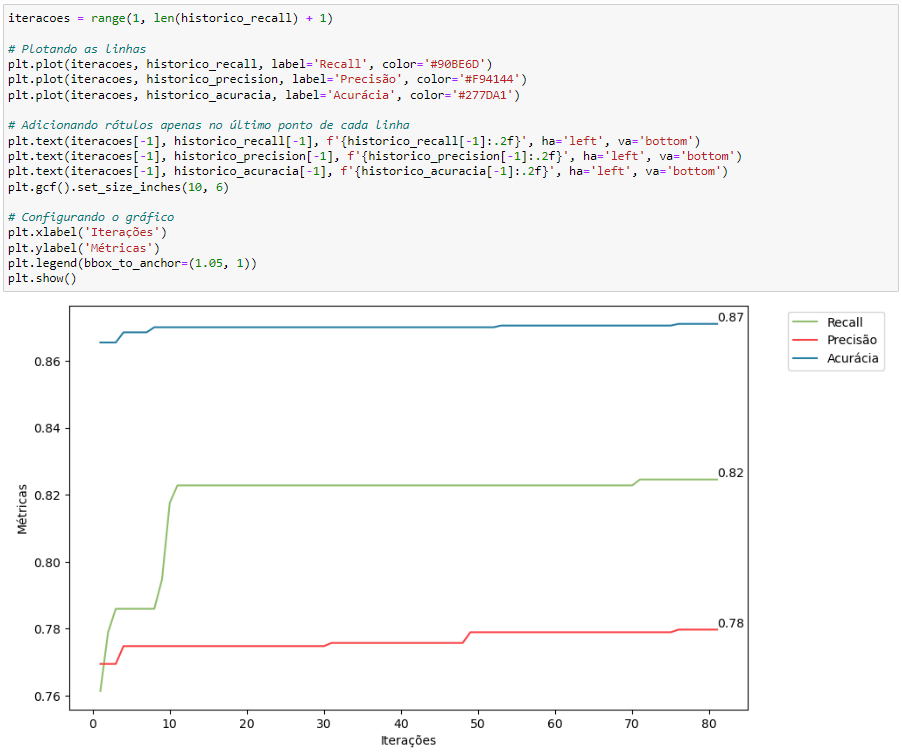 iteracoes = range(1, len(historico_recall) + 1)
# Plotando as linhas
plt.plot(iteracoes, historico_recall, label='Recall', color='#90BE6D')
plt.plot(iteracoes, historico_precision, label='Precisão', color='#F94144')
plt.plot(iteracoes, historico_acuracia, label='Acurácia', color='#277DA1')
# Adicionando rótulos apenas no último ponto de cada linha
plt.text(iteracoes[-1], historico_recall[-1], f'{historico_recall[-1]:.2f}', ha='left', va='bottom')
plt.text(iteracoes[-1], historico_precision[-1], f'{historico_precision[-1]:.2f}', ha='left', va='bottom')
plt.text(iteracoes[-1], historico_acuracia[-1], f'{historico_acuracia[-1]:.2f}', ha='left', va='bottom')
plt.gcf().set_size_inches(10, 6)
# Configurando o gráfico
plt.xlabel('Iterações')
plt.ylabel('Métricas')
plt.legend(bbox_to_anchor=(1.05, 1))
plt.show()
0.87
Recall
Precisão
Acurácia
0.86
0.84
0.82
0.82
0.80
0.78
0.78
0.76
Métricas
0 10 20 30 40 50 60 70 80
Iterações